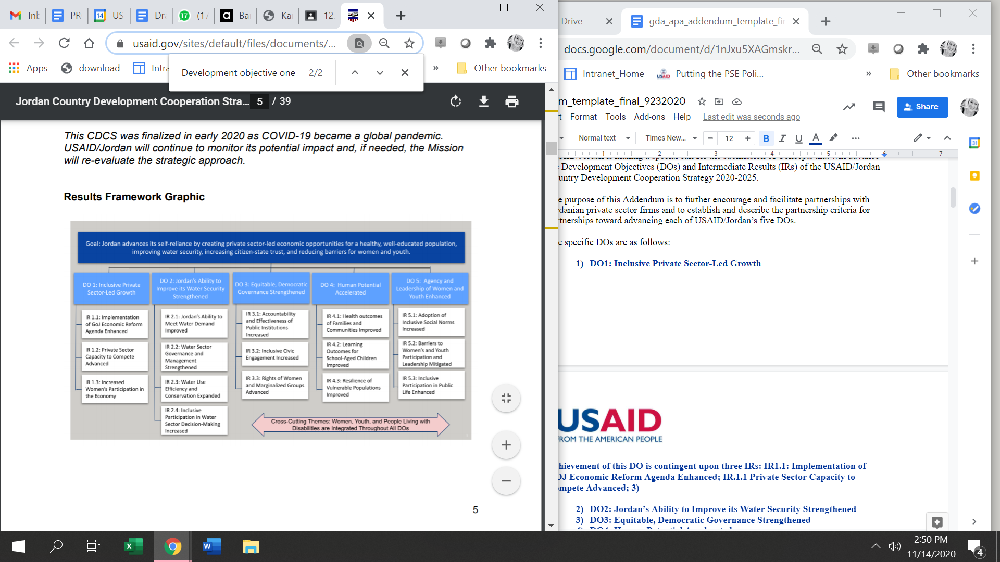 Inb
PR
14
US
Dra
17
(17
a
Ba
Ka
12.
usaid.gov/sites/default/files/documents/...
Apps
download
Intra
Development objective one 2/2
»
Other bookmarks
Jordan Country Development Cooperation Stra... 5 / 39
This CDCS was finalized in early 2020 as COVID-19 became a global pandemic.
USAID/Jordan will continue to monitor its potential impact and, if needed, the Mission
will re-evaluate the strategic approach.
Results Framework Graphic
Goal: Jordan advances its self-reliance by creating private sector-led economic opportunities for a healthy, well-educated population,
improving water security, increasing citizen-state trust, and reducing barriers for women and youth.
DO 1: Inclusive Private
Sector-Led Growth
IR 1.1: Implementation
of GoJ Economic Reform
Agenda Enhanced
IR 1.2: Private Sector
Capacity to Compete
Advanced
IR 1.3: Increased
Women's Participation in
the Economy
DO 2: Jordan's Ability to
Improve its Water Security
Strengthened
IR 2.1: Jordan's Ability to
Meet Water Demand
Improved
IR 2.2: Water Sector
Governance and
Management
Strengthened
IR 2.3: Water Use
Efficiency and
Conservation Expanded
IR 2.4: Inclusive
Participation in Water
Sector Decision-Making
Increased
DO 3: Equitable, Democratic
Governance Strengthened
IR 3.1: Accountability
and Effectiveness of
Public Institutions
Increased
IR 3.2: Inclusive Civic
Engagement Increased
IR 3.3: Rights of Women
and Marginalized Groups
Advanced
DO 4: Human Potential
Accelerated
IR 4.1: Health outcomes
of Families and
Communities Improved
IR 4.2: Learning
Outcomes for
School-Aged Children
Improved
IR 4.3: Resilience of
Vulnerable Populations
Improved
DO 5: Agency and
Leadership of Women and
Youth Enhanced
IR 5.1: Adoption of
Inclusive Social Norms
Increased
IR 5.2: Barriers to
Women's and Youth
Participation and
Leadership Mitigated
IR 5.3: Inclusive
Participation in Public
Life Enhanced
Cross-Cutting Themes: Women, Youth, and People Living with
Disabilities are Integrated Throughout All DOs
5
Drive
gda_apa_addendum_template_fi
docs.google.com/document/d/1nJxu5XAGmskr...
Intranet_Home
USAID
Putting the PSE Poli...
»
Other bookmarks
m_template_final_9232020
Share
t Format Tools Add-ons Help Last edit was seconds ago
Normal text Times New... 12 B I U A
1 2 3 4 5 6 7
31
Development Objectives (DOs) and Intermediate Results (IRs) of the USAID/Jordan
untry Development Cooperation Strategy 2020-2025.
e purpose of this Addendum is to further encourage and facilitate partnerships with
rdanian private sector firms and to establish and describe the partnership criteria for
rtnerships toward advancing each of USAID/Jordan's five DOs.
e specific DOs are as follows:
1) DO1: Inclusive Private Sector-Led Growth
USAID
FROM THE AMERICAN PEOPLE
hievement of this DO is contingent upon three IRs: IR1.1: Implementation of
OJ Economic Reform Agenda Enhanced; IR.1.1 Private Sector Capacity to
ompete Advanced; 3)
2) DO2: Jordan's Ability to Improve its Water Security Strengthened
3) DO3: Equitable, Democratic Governance Strengthened
2:50 PM
11/14/2020
4